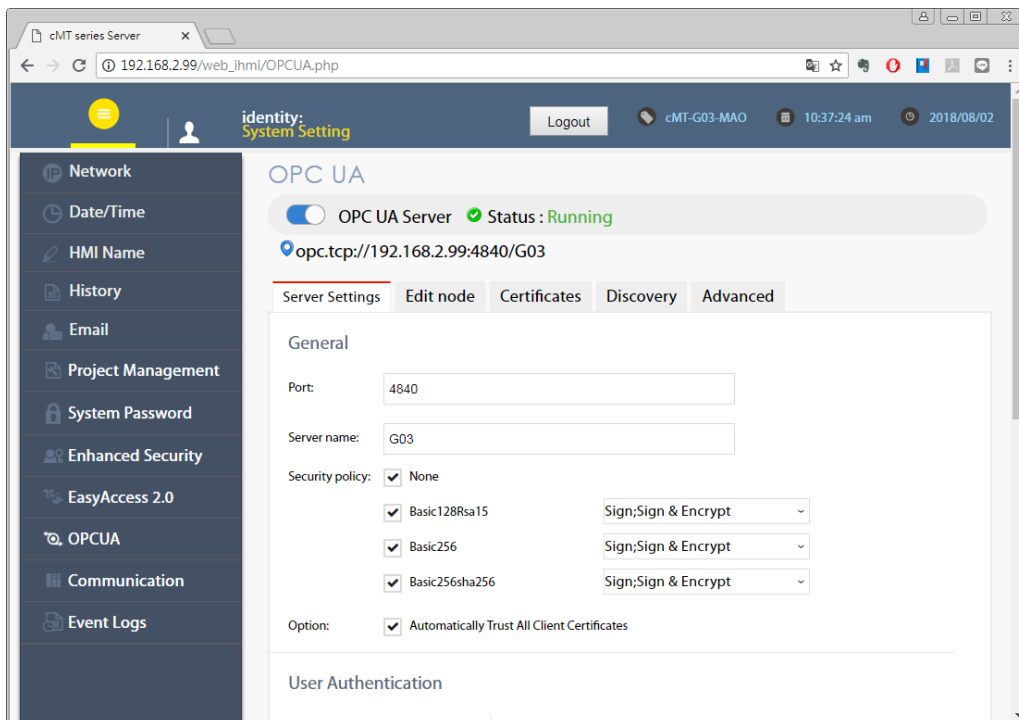 cMT series Server
192.168.2.99/web_ihmi/OPCUA.php
identity:
System Setting
Logout
cMT-G03-MAO
10:37:24 am
2018/08/02
Network
Date/Time
HMI Name
History
Email
Project Management
System Password
Enhanced Security
EasyAccess 2.0
OPCUA
Communication
Event Logs
OPC UA
OPC UA Server Status : Running
opc.tcp://192.168.2.99:4840/G03
Server Settings Edit node Certificates Discovery Advanced
General
Port: 4840
Server name: G03
Security policy: None
Basic128Rsa15 Sign;Sign & Encrypt
Basic256 Sign;Sign & Encrypt
Basic256sha256 Sign;Sign & Encrypt
Option: Automatically Trust All Client Certificates
User Authentication